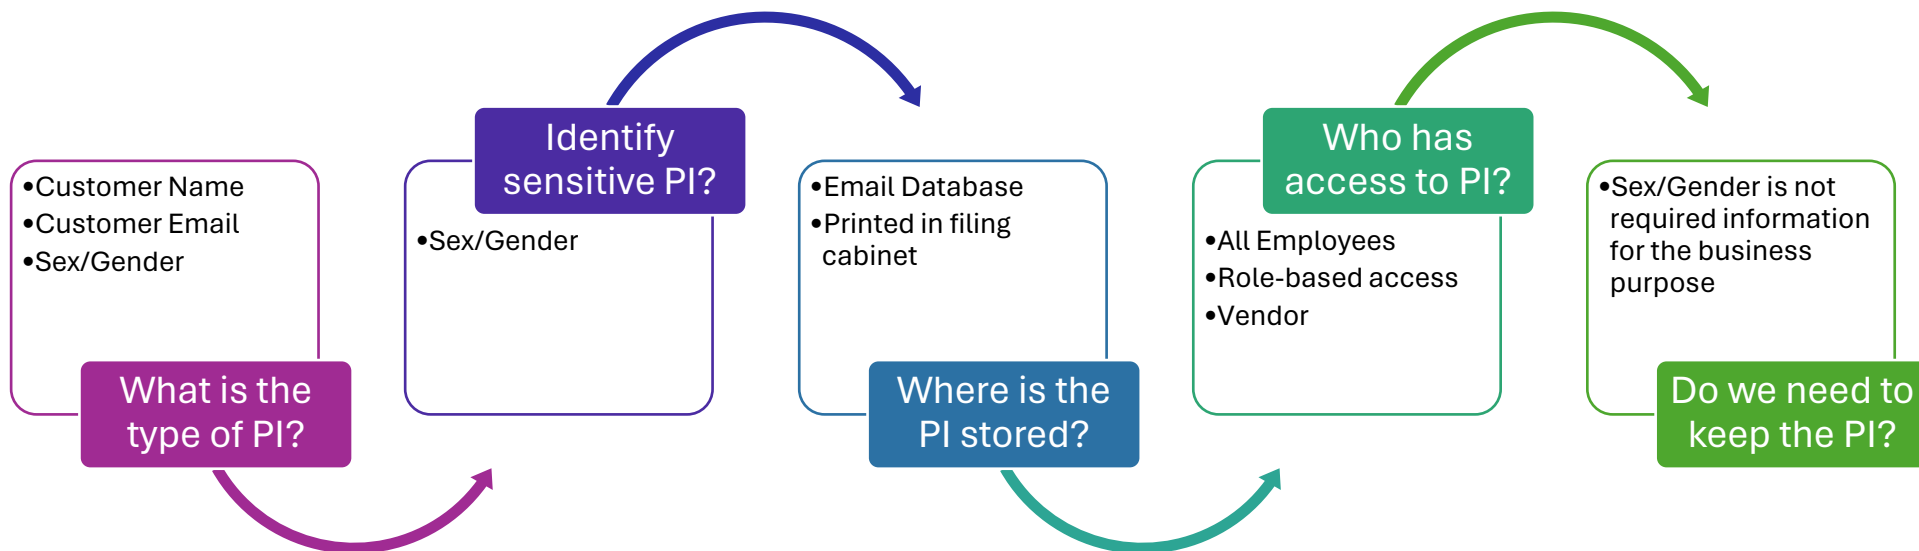 •Customer Name
•Customer Email
•Sex/Gender
What is the
type of PI?
Identify
sensitive PI?
•Sex/Gender
•Email Database
•Printed in filing
cabinet
Where is the
PI stored?
Who has
access to PI?
•All Employees
•Role-based access
•Vendor
•Sex/Gender is not
required information
for the business
purpose
Do we need to
keep the PI?